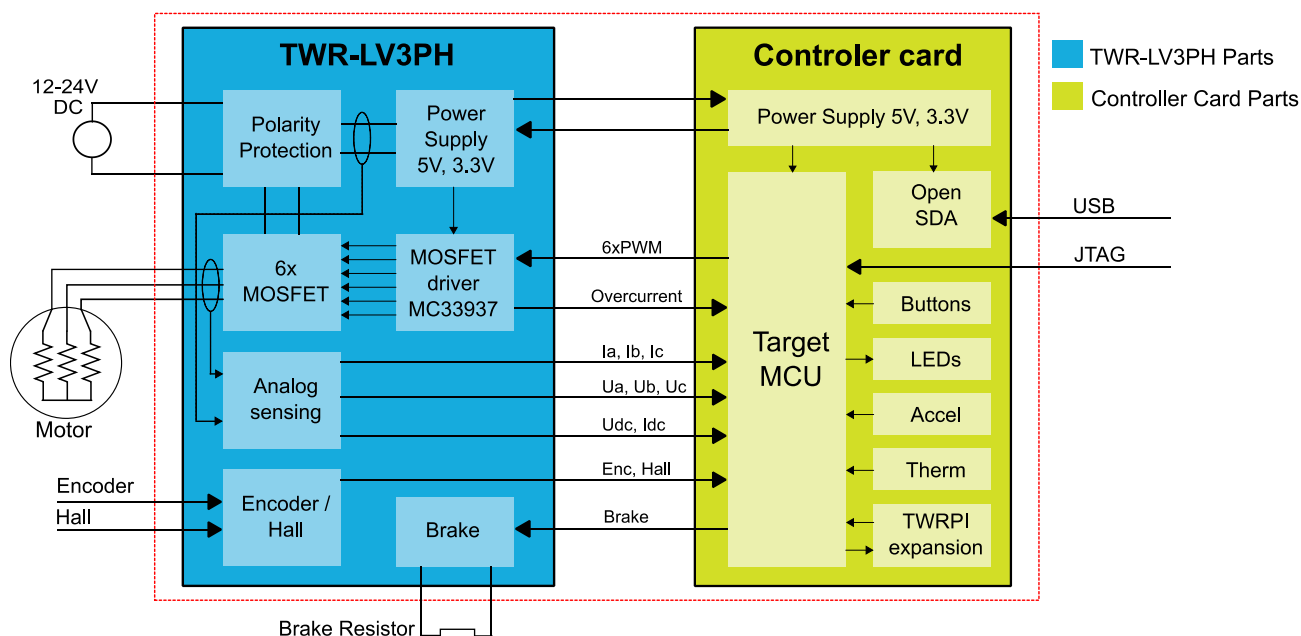 TWR-LV3PH
Controler card
TWR-LV3PH Parts
Controller Card Parts
12-24V
DC
Polarity
Protection
Power
Supply
5V, 3.3V
Power Supply 5V, 3.3V
Open
SDA
USB
JTAG
6x
MOSFET
MOSFET
driver
MC33937
6xPWM
Overcurrent
Target
MCU
Buttons
LEDs
Accel
Therm
TWRPI
expansion
Motor
Analog
sensing
Ia, Ib, Ic
Ua, Ub, Uc
Udc, Idc
Enc, Hall
Brake
Encoder
Hall
Encoder /
Hall
Brake
Brake Resistor